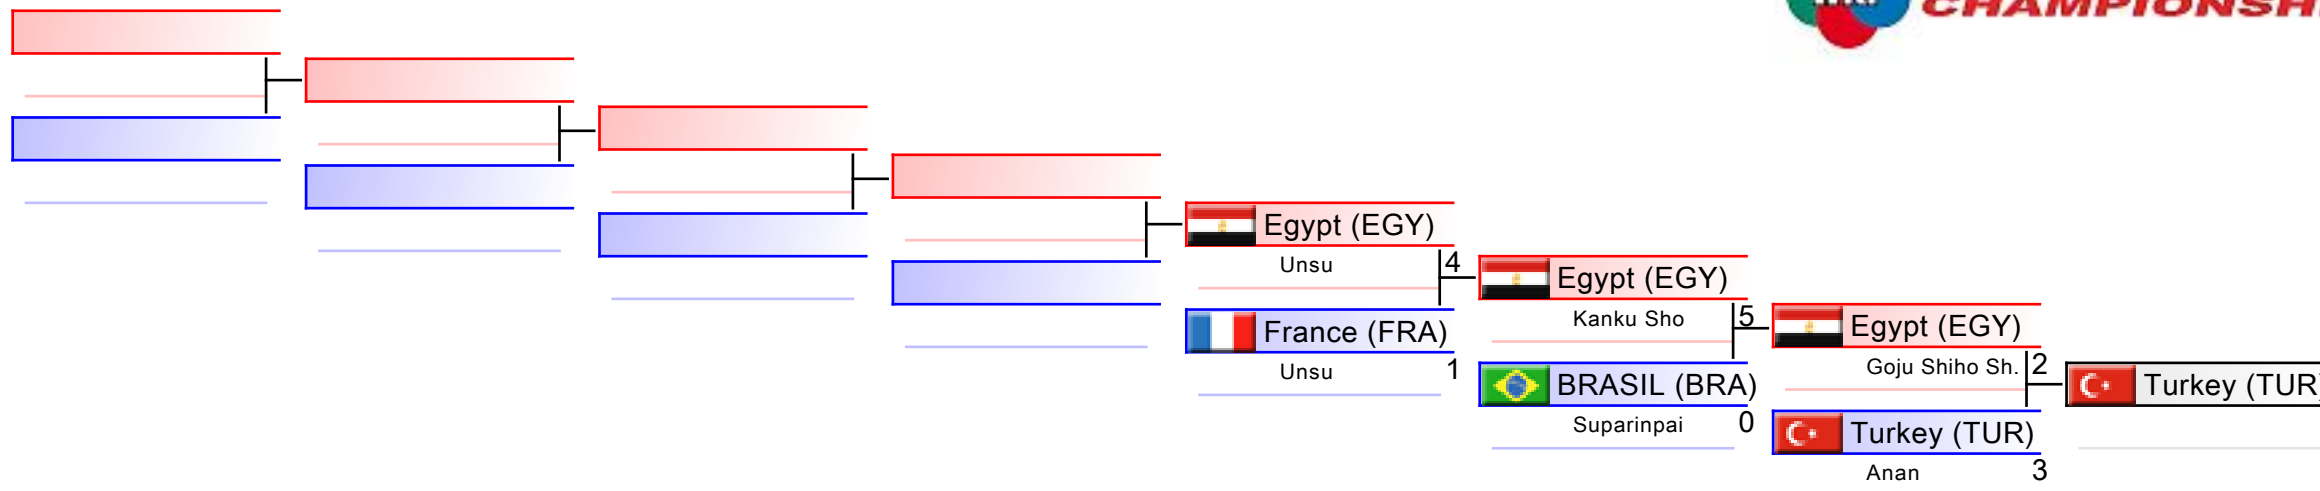 Egypt (EGY)
Unsu
4
France (FRA)
Unsu
1
Egypt (EGY)
Kanku Sho
5
BRASIL (BRA)
Suparinpai
0
Egypt (EGY)
Goju Shiho Sh.
2
Turkey (TUR)
Anan
3
Turkey (TUR)